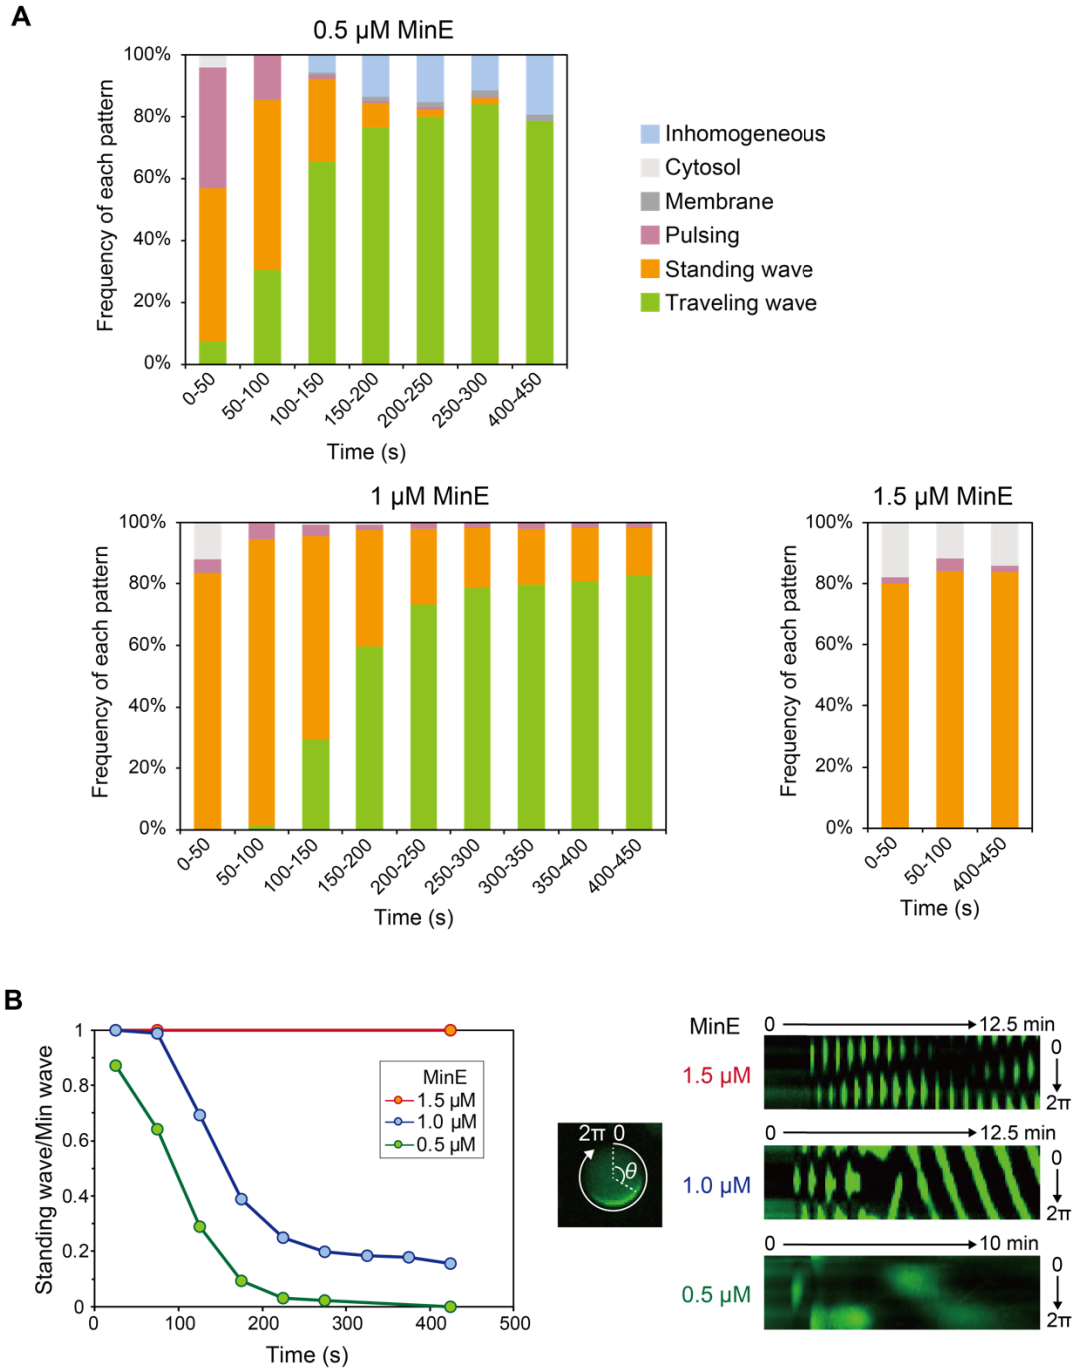 A
0.5 µM MinE
100%
80%
60%
40%
20%
0%
Frequency of each pattern
0-50
50-100
100-150
150-200
200-250
250-300
400-450
Time (s)
Inhomogeneous
Cytosol
Membrane
Pulsing
Standing wave
Traveling wave
1 µM MinE
100%
80%
60%
40%
20%
0%
Frequency of each pattern
0-50
50-100
100-150
150-200
200-250
250-300
300-350
350-400
400-450
Time (s)
1.5 µM MinE
100%
80%
60%
40%
20%
0%
Frequency of each pattern
0-50
50-100
400-450
Time (s)
B
1
0.8
0.6
0.4
0.2
0
Standing wave/Min wave
0
100
200
300
400
500
Time (s)
MinE
1.5 µM
1.0 µM
0.5 µM
2π 0
θ
MinE
0
12.5 min
1.5 µM
0
2π
0
12.5 min
1.0 µM
0
2π
0
10 min
0.5 µM
0
2π